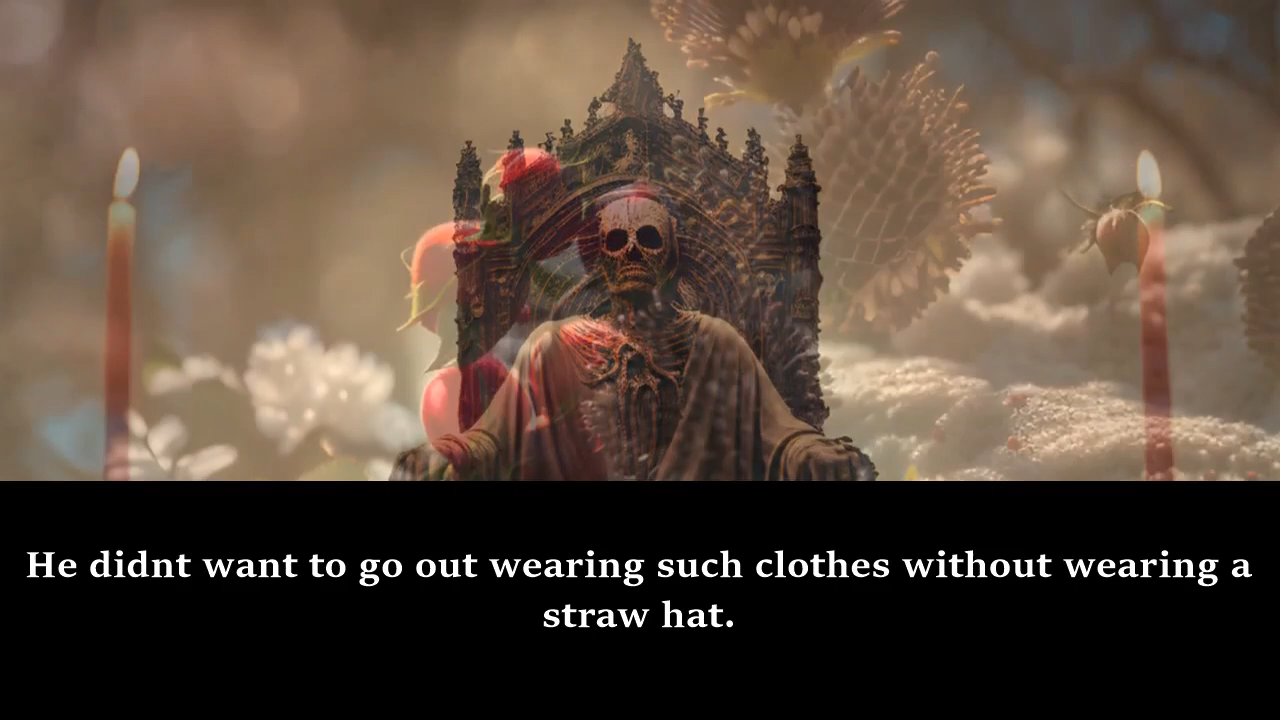 He didnt want to go out wearing such clothes without wearing a
straw hat.